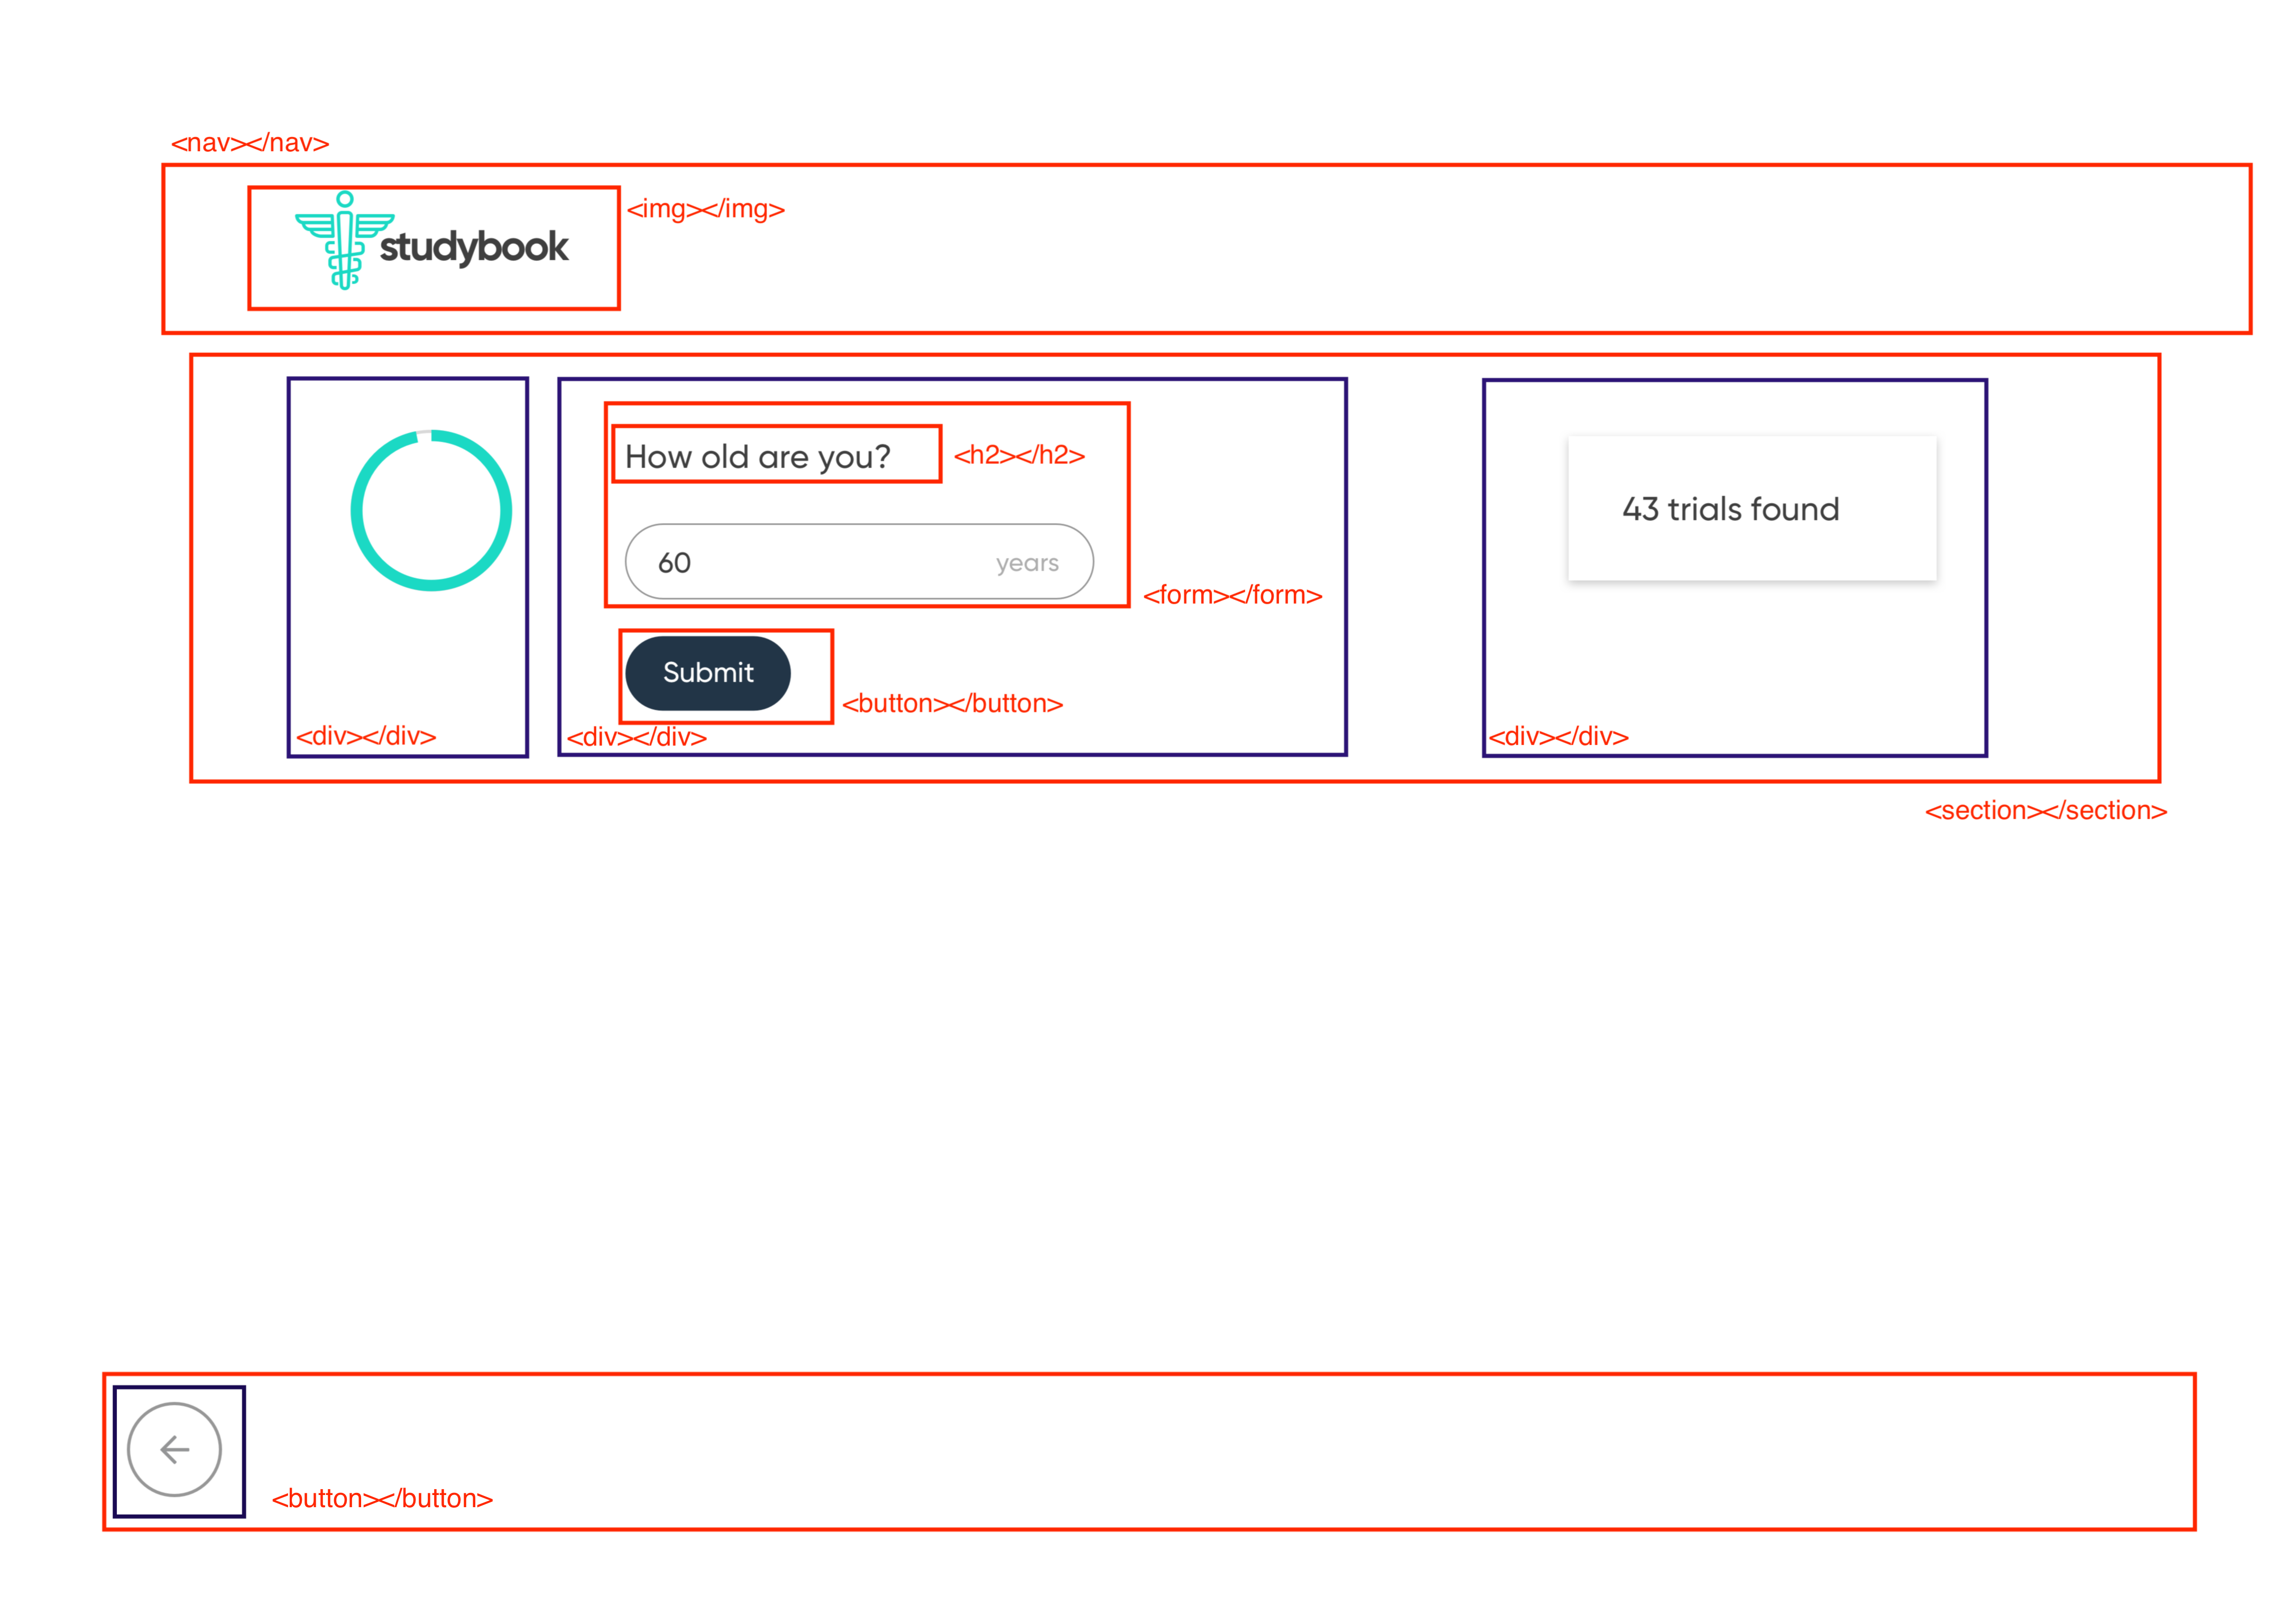 <nav></nav>
<img></img>
studybook
How old are you?
<h2></h2>
43 trials found
60
years
<form></form>
Submit
<button></button>
<div></div>
<div></div>
<div></div>
<section></section>
<button></button>